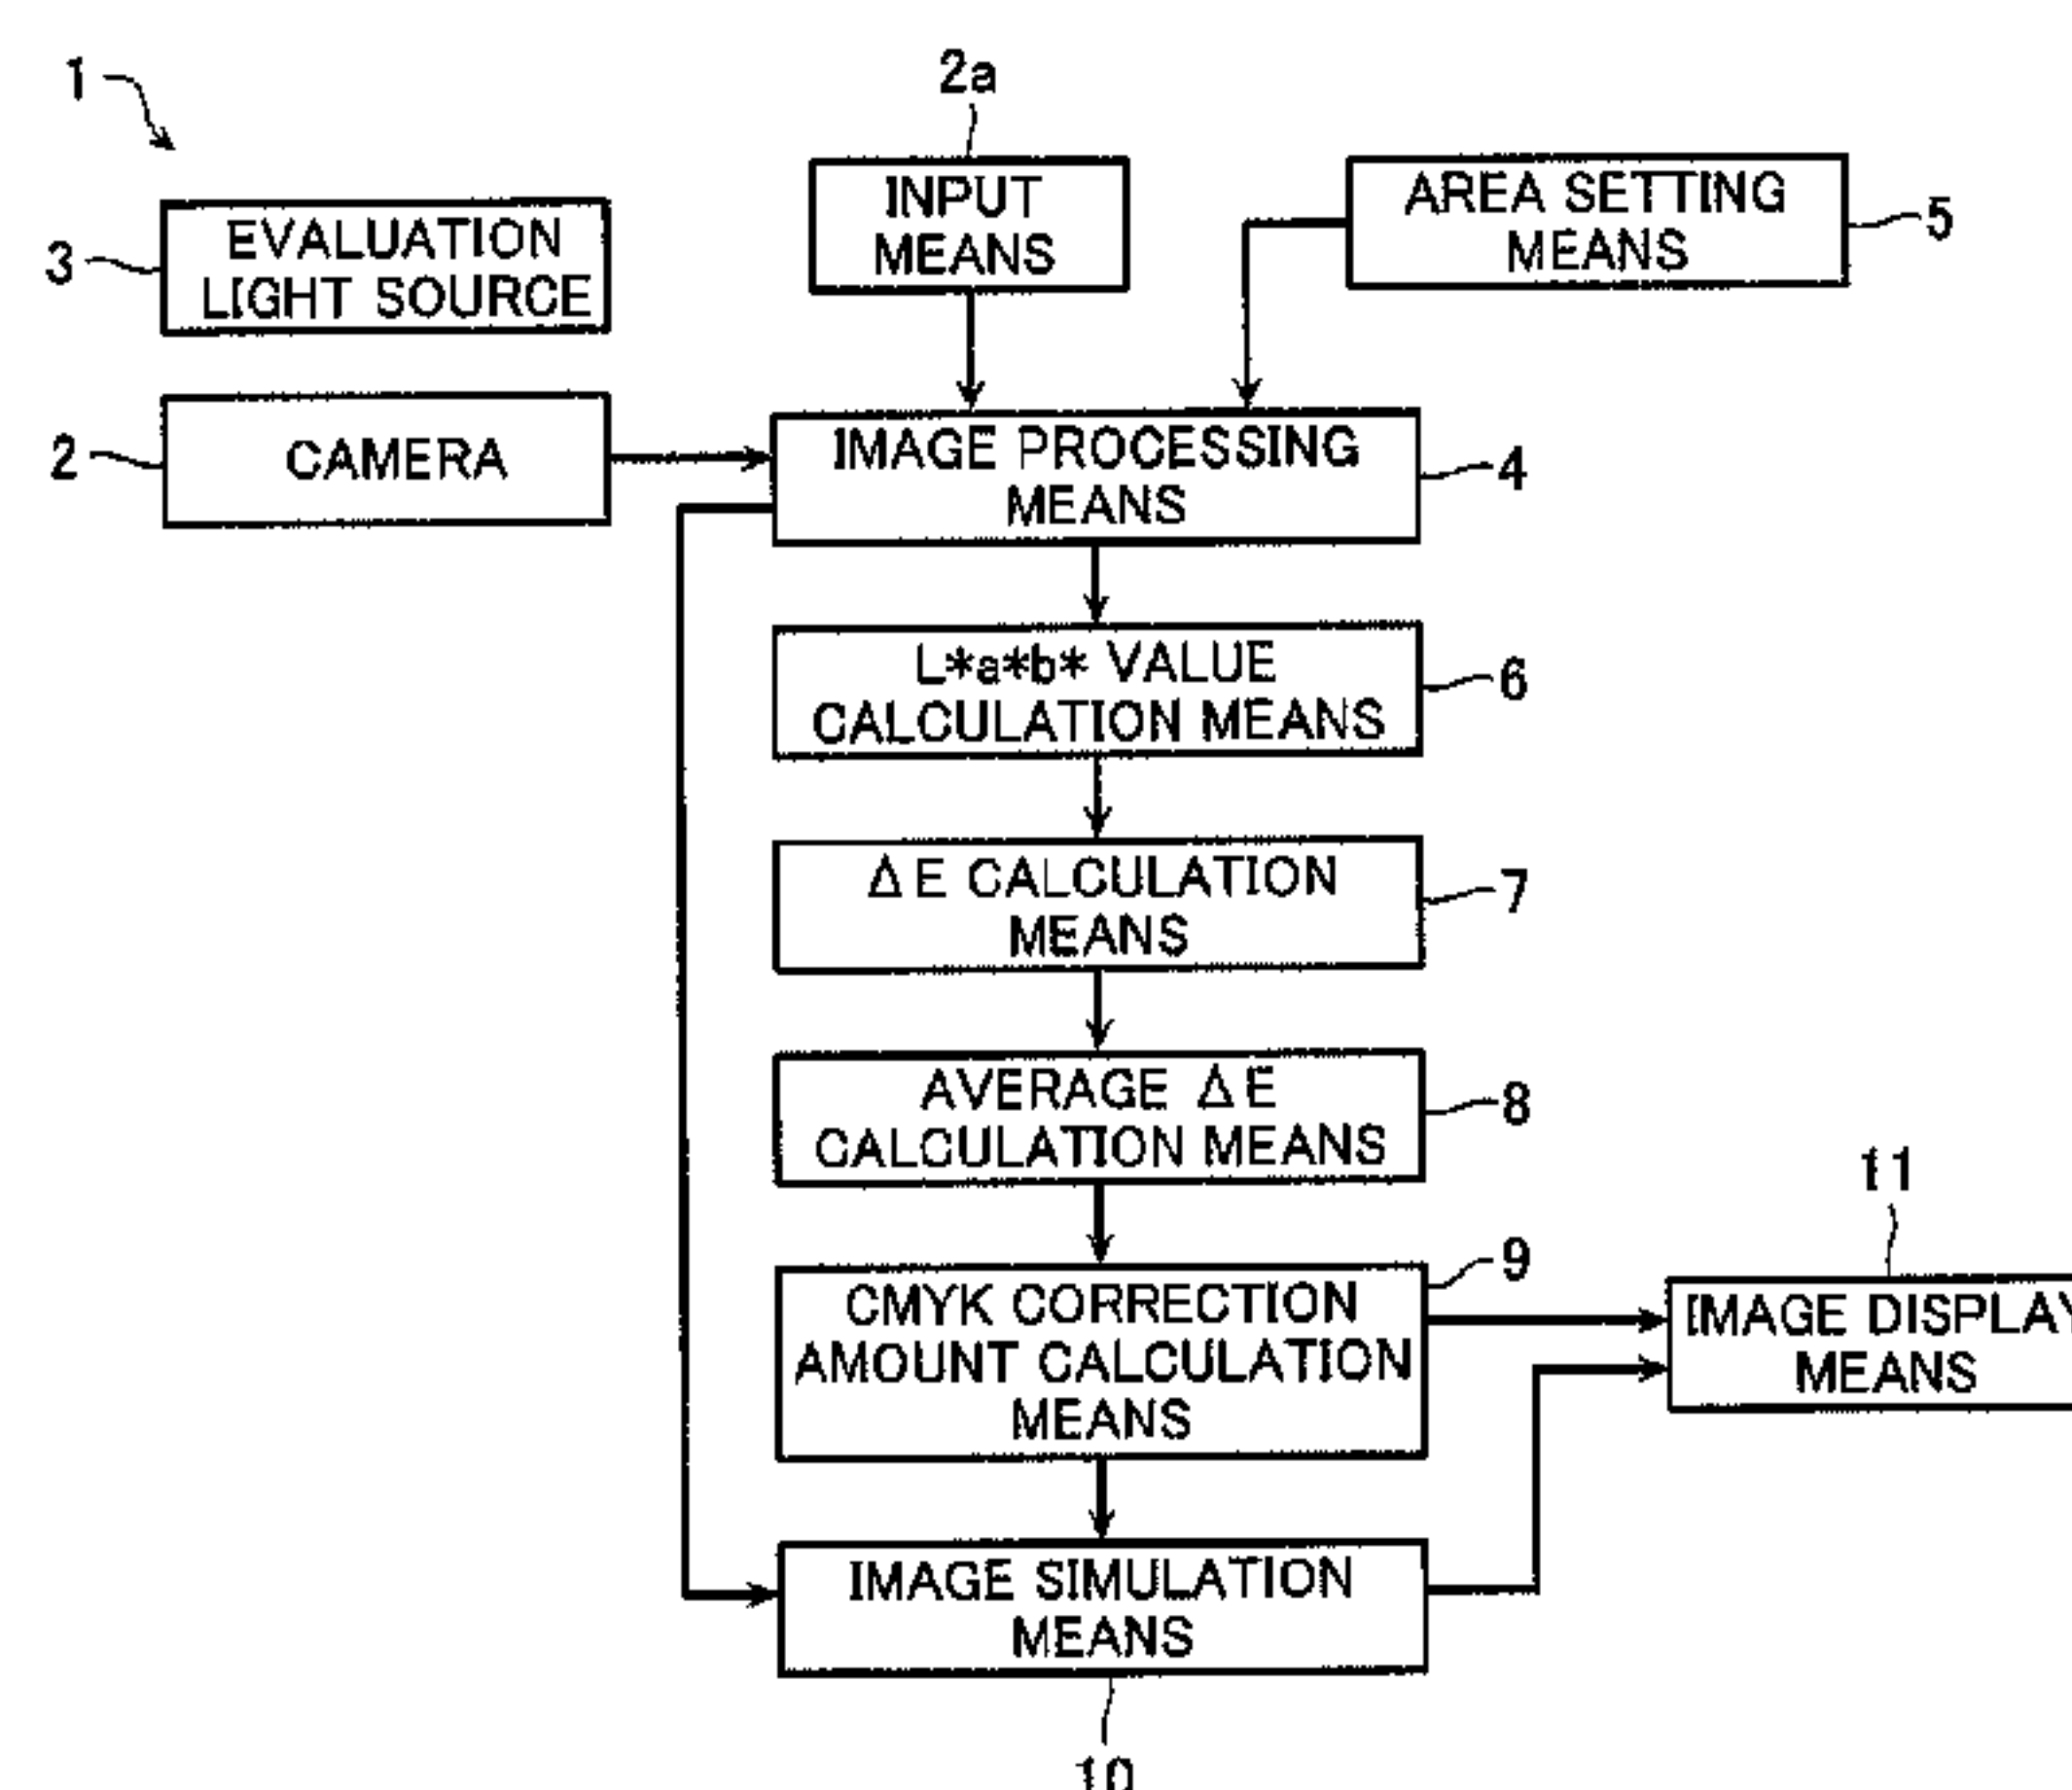 1
2a
INPUT
MEANS
AREA SETTING
MEANS
5
3
EVALUATION
LIGHT SOURCE
2
CAMERA
IMAGE PROCESSING
MEANS
4
L*a*b* VALUE
CALCULATION MEANS
6
ΔE CALCULATION
MEANS
7
AVERAGE ΔE
CALCULATION MEANS
8
CMYK CORRECTION
AMOUNT CALCULATION
MEANS
9
11
IMAGE DISPLAY
MEANS
IMAGE SIMULATION
MEANS
10